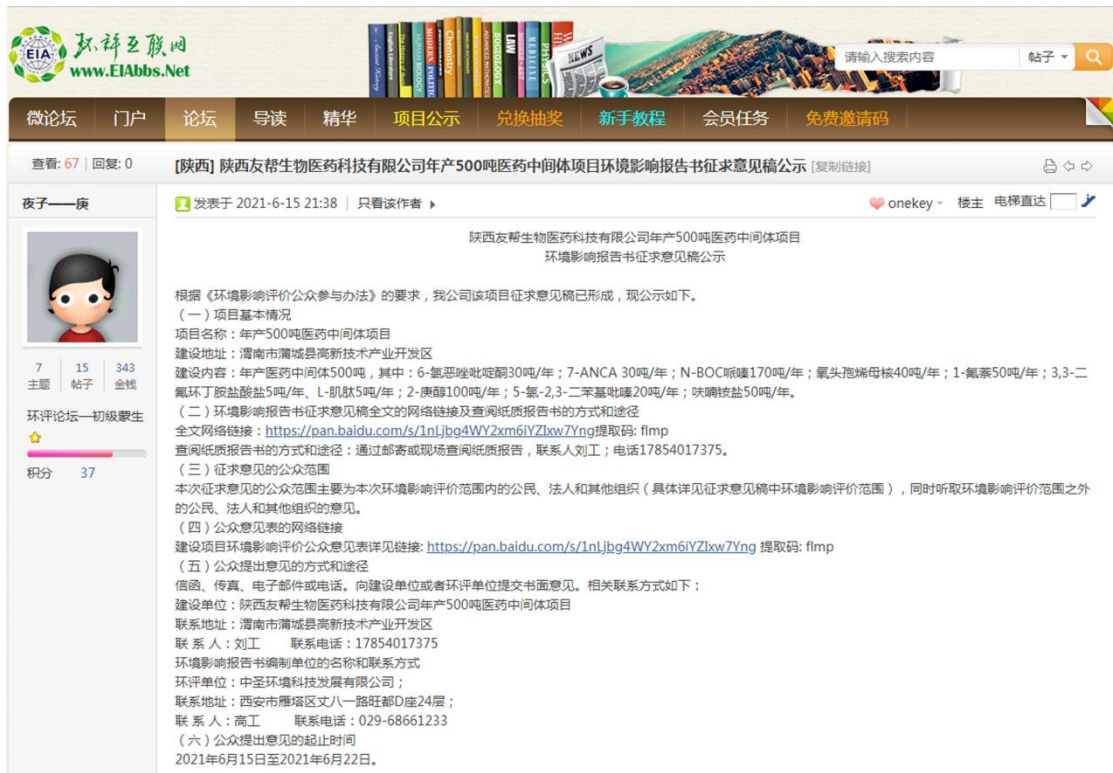 EIA
环评互联网
www.EIAbbs.Net
NEWS
请输入搜索内容
帖子
微论坛 门户 论坛 导读 精华 项目公示 兑换抽奖 新手教程 会员任务 免费邀请码
查看: 67 | 回复: 0
[陕西] 陕西友帮生物医药科技有限公司年产500吨医药中间体项目环境影响报告书征求意见稿公示 [复制链接]
夜子——庚
发表于 2021-6-15 21:38 | 只看该作者
onekey 楼主 电梯直达
陕西友帮生物医药科技有限公司年产500吨医药中间体项目
环境影响报告书征求意见稿公示
根据《环境影响评价公众参与办法》的要求，我公司该项目征求意见稿已形成，现公示如下。
（一）项目基本情况
项目名称：年产500吨医药中间体项目
建设地址：渭南市蒲城县高新技术产业开发区
建设内容：年产医药中间体500吨，其中：6-氯恶唑吡啶酮30吨/年；7-ANCA 30吨/年；N-BOC哌嗪170吨/年；氧头孢烯母核40吨/年；1-氟萘50吨/年；3,3-二
氟环丁胺盐酸盐5吨/年、L-肌肽5吨/年；2-庚醇100吨/年；5-氯-2,3-二苯基吡嗪20吨/年；呋喃铵盐50吨/年。
（二）环境影响报告书征求意见稿全文的网络链接及查阅纸质报告书的方式和途径
全文网络链接：https://pan.baidu.com/s/1nLjbg4WY2xm6iYZIxw7Yng提取码: flmp
查阅纸质报告书的方式和途径：通过邮寄或现场查阅纸质报告，联系人刘工；电话17854017375。
（三）征求意见的公众范围
本次征求意见的公众范围主要为本次环境影响评价范围内的公民、法人和其他组织（具体详见征求意见稿中环境影响评价范围），同时听取环境影响评价范围之外
的公民、法人和其他组织的意见。
（四）公众意见表的网络链接
建设项目环境影响评价公众意见表详见链接: https://pan.baidu.com/s/1nLjbg4WY2xm6iYZIxw7Yng 提取码: flmp
（五）公众提出意见的方式和途径
信函、传真、电子邮件或电话。向建设单位或者环评单位提交书面意见。相关联系方式如下：
建设单位：陕西友帮生物医药科技有限公司年产500吨医药中间体项目
联系地址：渭南市蒲城县高新技术产业开发区
联 系 人：刘工 联系电话：17854017375
环境影响报告书编制单位的名称和联系方式
环评单位：中圣环境科技发展有限公司；
联系地址：西安市雁塔区丈八一路旺都D座24层；
联 系 人：高工 联系电话：029-68661233
（六）公众提出意见的起止时间
2021年6月15日至2021年6月22日。
7 15 343
主题 帖子 金钱
环评论坛—初级蒙生
积分 37